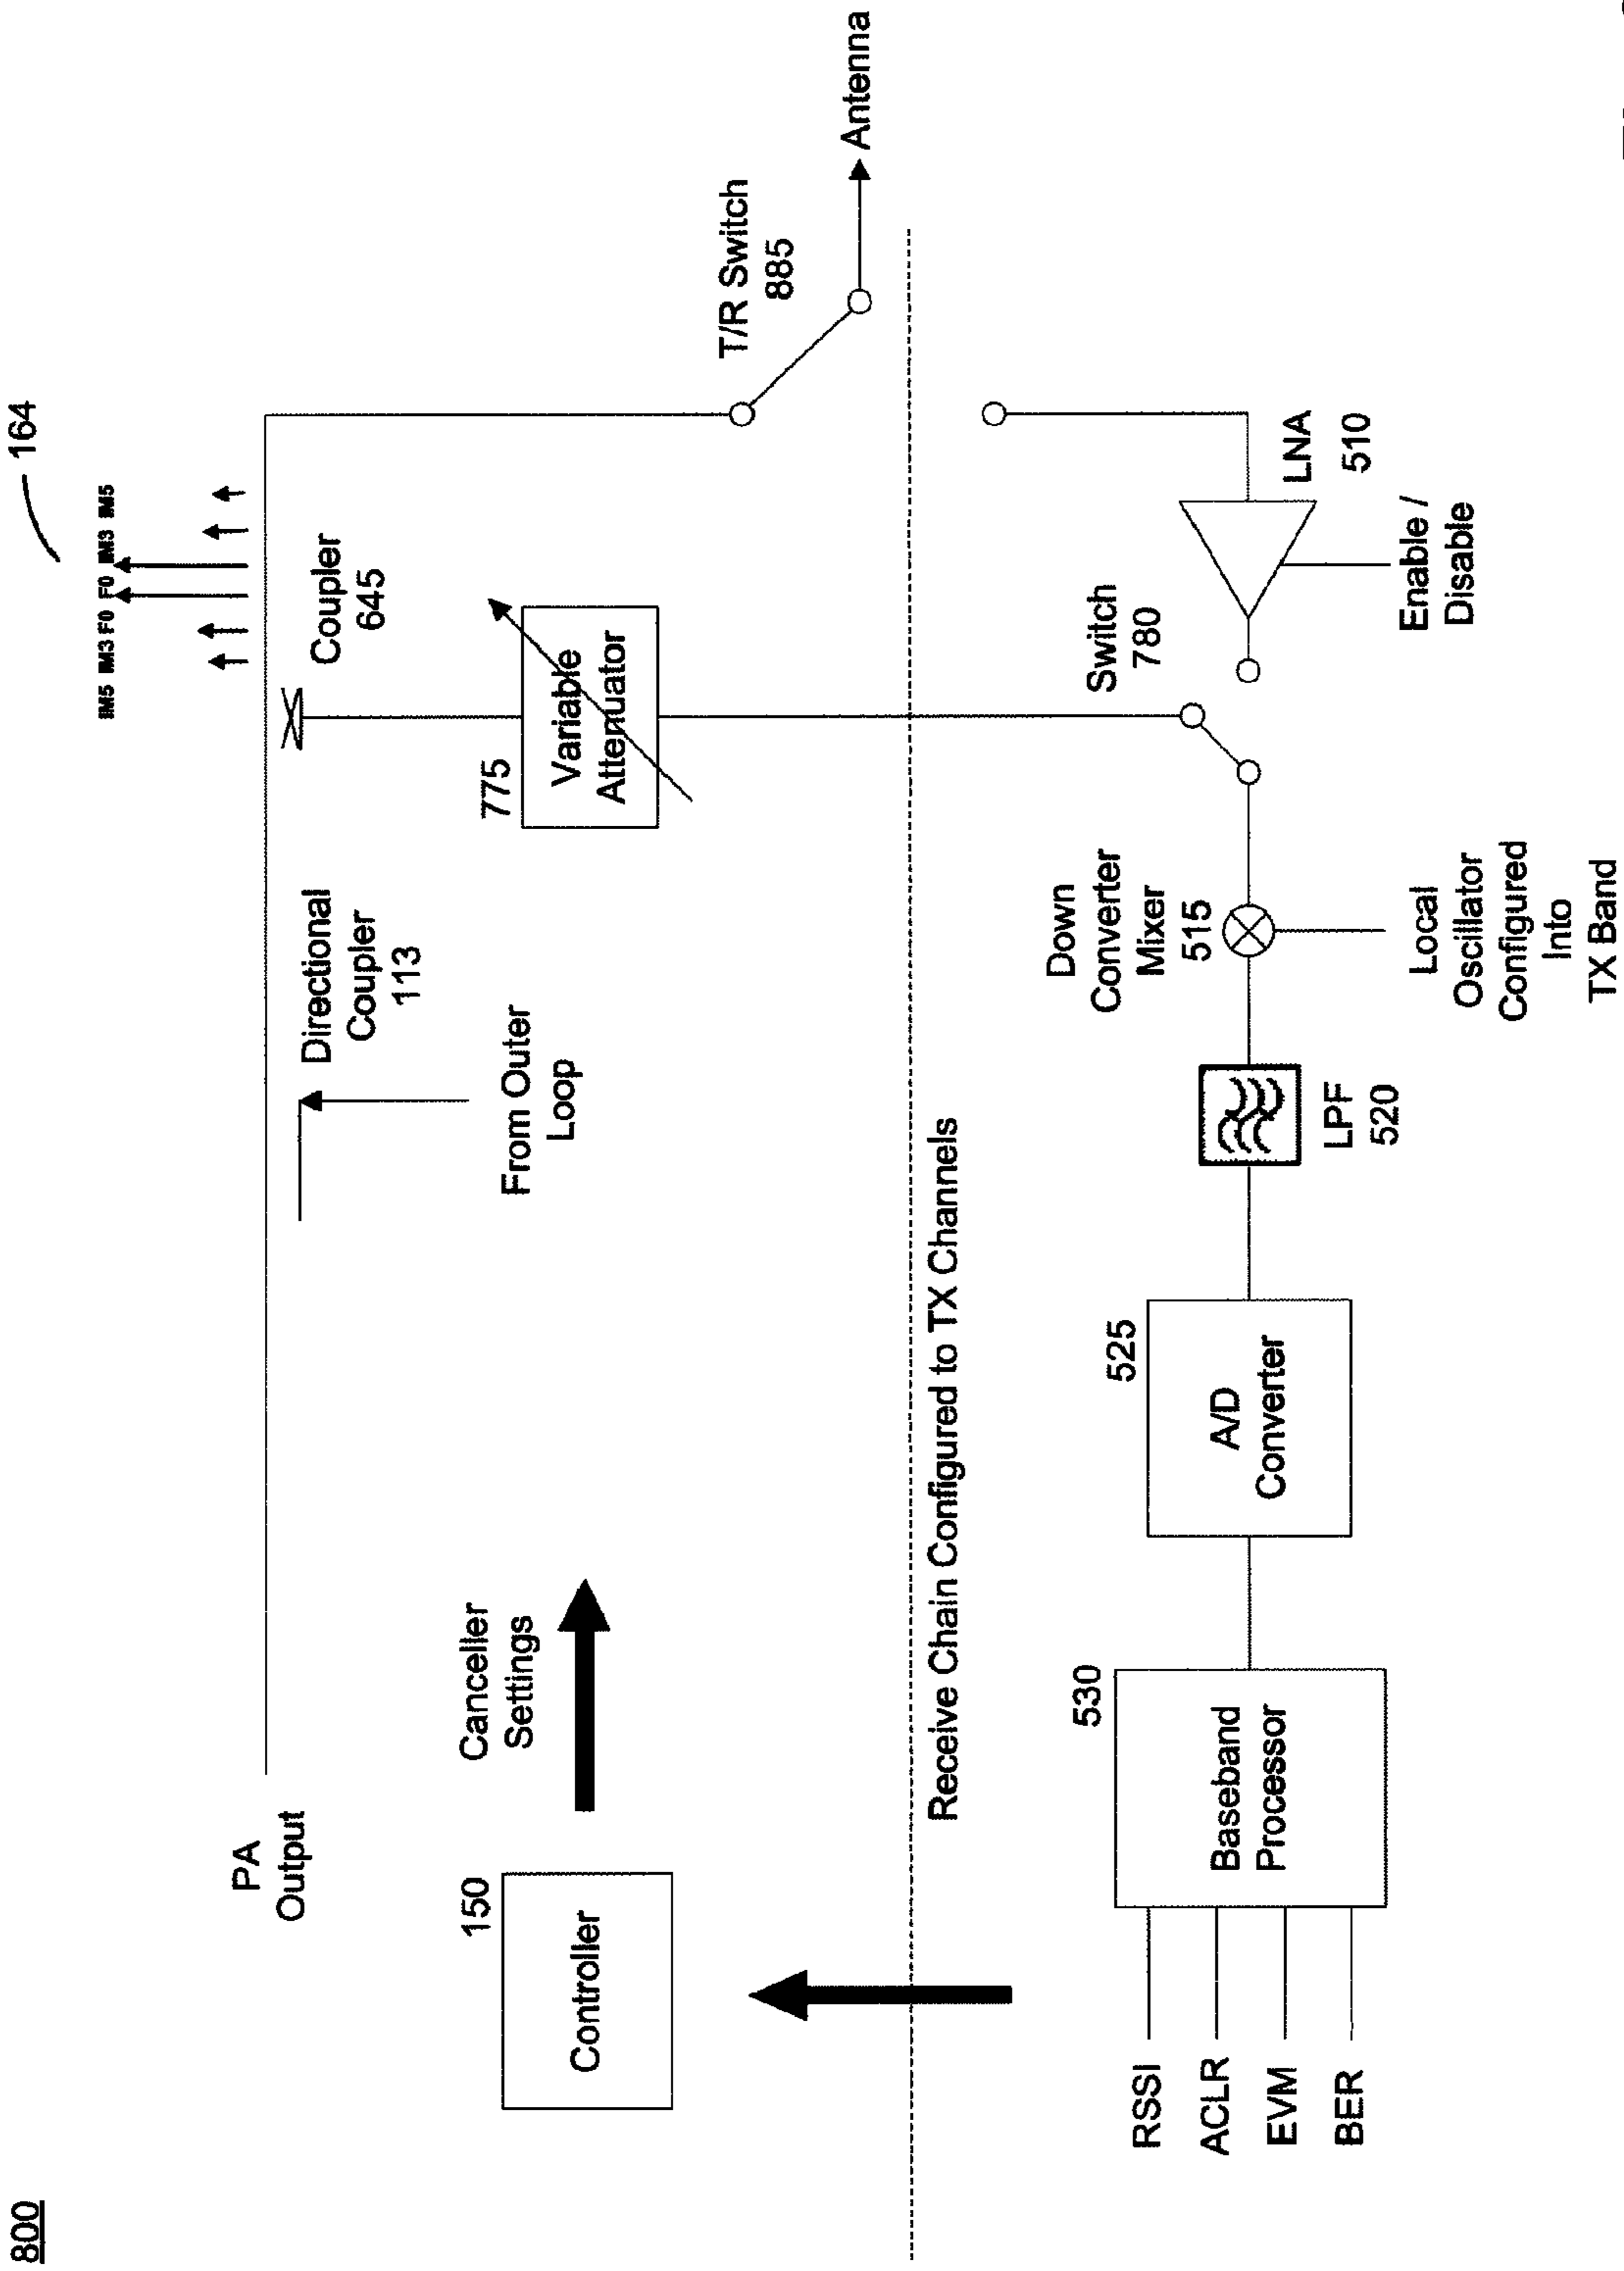 800
164
IM5 IM3 F0 F0 IM3 IM5
PA
Output
Directional
Coupler
113
From Outer
Loop
Coupler
645
775
Variable
Attenuator
T/R Switch
885
Antenna
150
Controller
Canceller
Settings
Receive Chain Configured to TX Channels
RSSI
ACLR
EVM
BER
530
Baseband
Processor
525
A/D
Converter
LPF
520
Down
Converter
Mixer
515
Local
Oscillator
Configured
Into
TX Band
Switch
780
LNA
510
Enable /
Disable